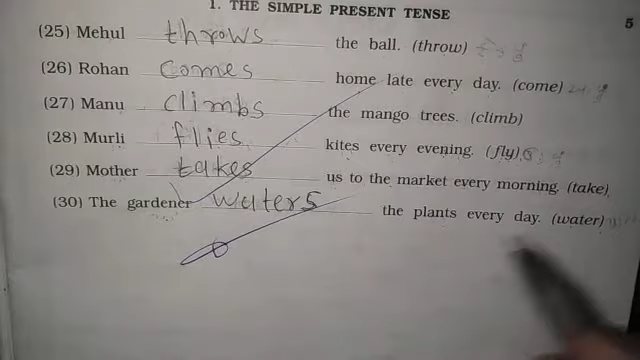 1. THE SIMPLE PRESENT TENSE
5
(25) Mehul throws the ball. (throw)
(26) Rohan comes home late every day. (come)
(27) Manu climbs the mango trees. (climb)
(28) Murli flies kites every evening. (fly)
(29) Mother takes us to the market every morning. (take)
(30) The gardener waters the plants every day. (water)